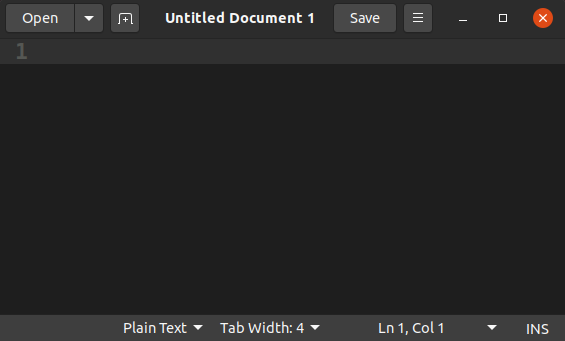 Open Untitled Document 1 Save
1
Plain Text Tab Width: 4 Ln 1, Col 1 INS